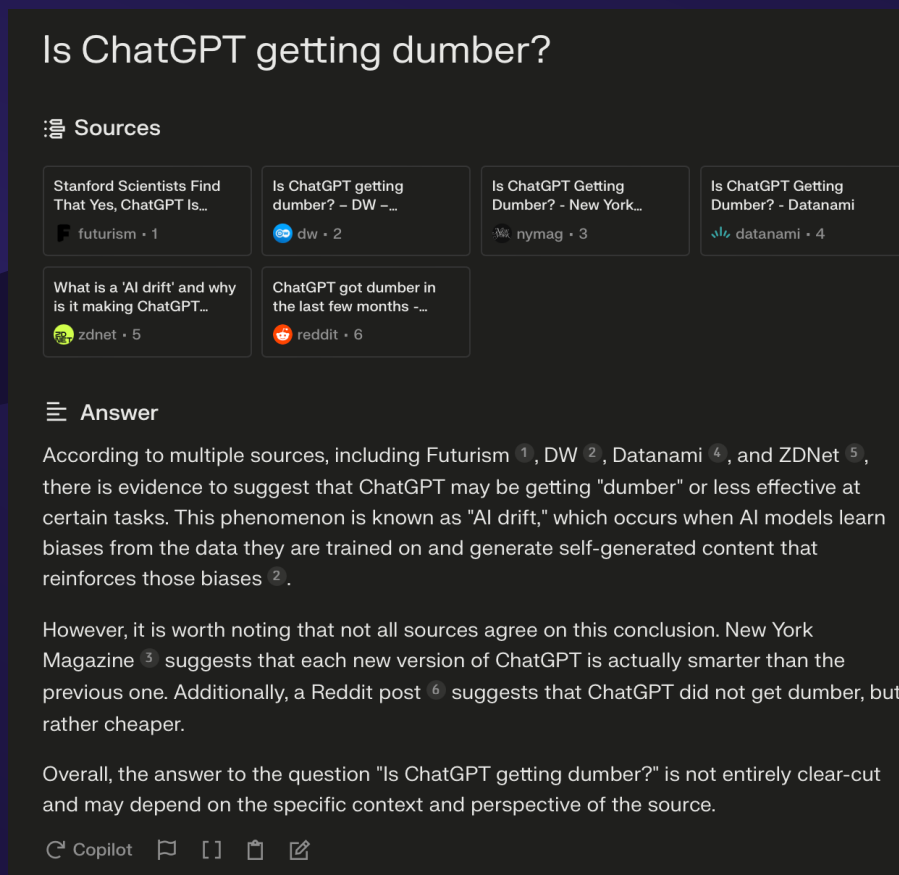 Is ChatGPT getting dumber?
Sources
Stanford Scientists Find
That Yes, ChatGPT Is...
futurism • 1
Is ChatGPT getting
dumber? – DW –...
dw • 2
Is ChatGPT Getting
Dumber? - New York...
nymag • 3
Is ChatGPT Getting
Dumber? - Datanami
datanami • 4
What is a 'AI drift' and why
is it making ChatGPT...
zdnet • 5
ChatGPT got dumber in
the last few months -...
reddit • 6
Answer
According to multiple sources, including Futurism 1, DW 2, Datanami 4, and ZDNet 5,
there is evidence to suggest that ChatGPT may be getting "dumber" or less effective at
certain tasks. This phenomenon is known as "AI drift," which occurs when AI models learn
biases from the data they are trained on and generate self-generated content that
reinforces those biases 2.
However, it is worth noting that not all sources agree on this conclusion. New York
Magazine 3 suggests that each new version of ChatGPT is actually smarter than the
previous one. Additionally, a Reddit post 6 suggests that ChatGPT did not get dumber, but
rather cheaper.
Overall, the answer to the question "Is ChatGPT getting dumber?" is not entirely clear-cut
and may depend on the specific context and perspective of the source.
Copilot